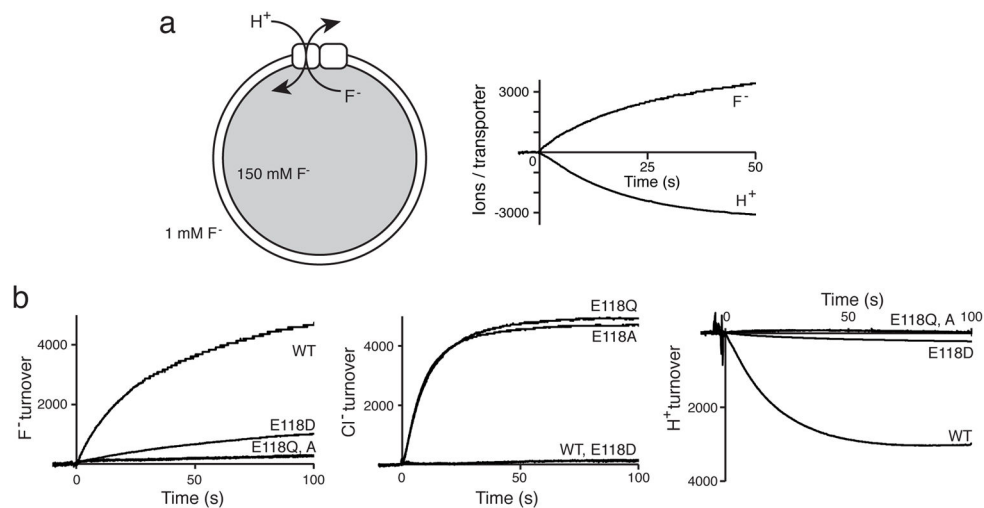 a
H+
F-
150 mM F-
1 mM F-
Ions / transporter
3000
0
-3000
25
50
Time (s)
F-
H+
b
F- turnover
4000
2000
0
50
100
Time (s)
WT
E118D
E118Q, A
Cl- turnover
4000
2000
0
50
100
Time (s)
E118Q
E118A
WT, E118D
Time (s)
0
50
100
H+ turnover
2000
4000
E118Q, A
E118D
WT